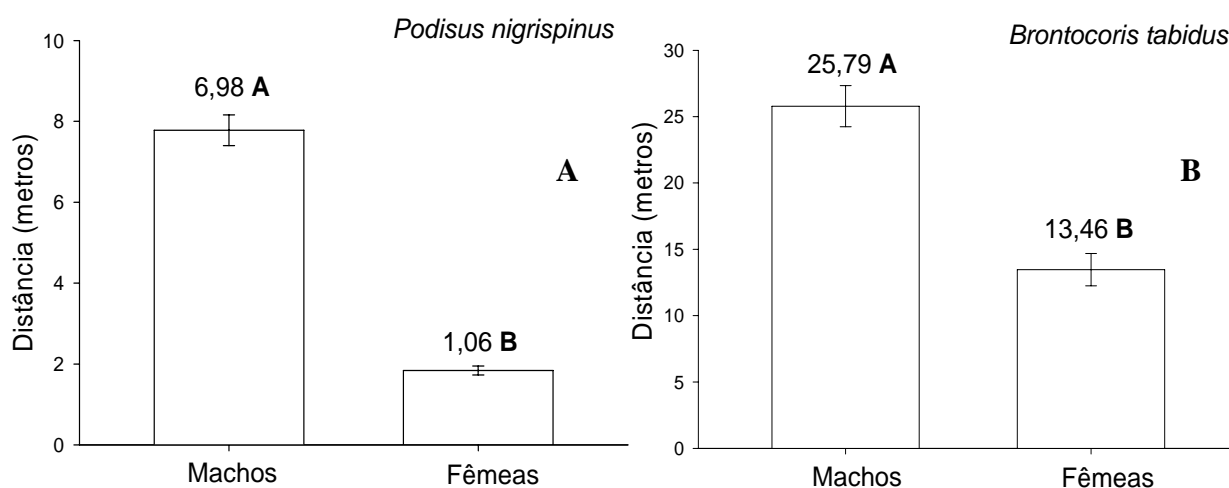 Podisus nigrispinus
10
8
6
4
2
0
Distância (metros)
6,98 A
1,06 B
A
Machos
Fêmeas
Brontocoris tabidus
30
25
20
15
10
5
0
Distância (metros)
25,79 A
13,46 B
B
Machos
Fêmeas